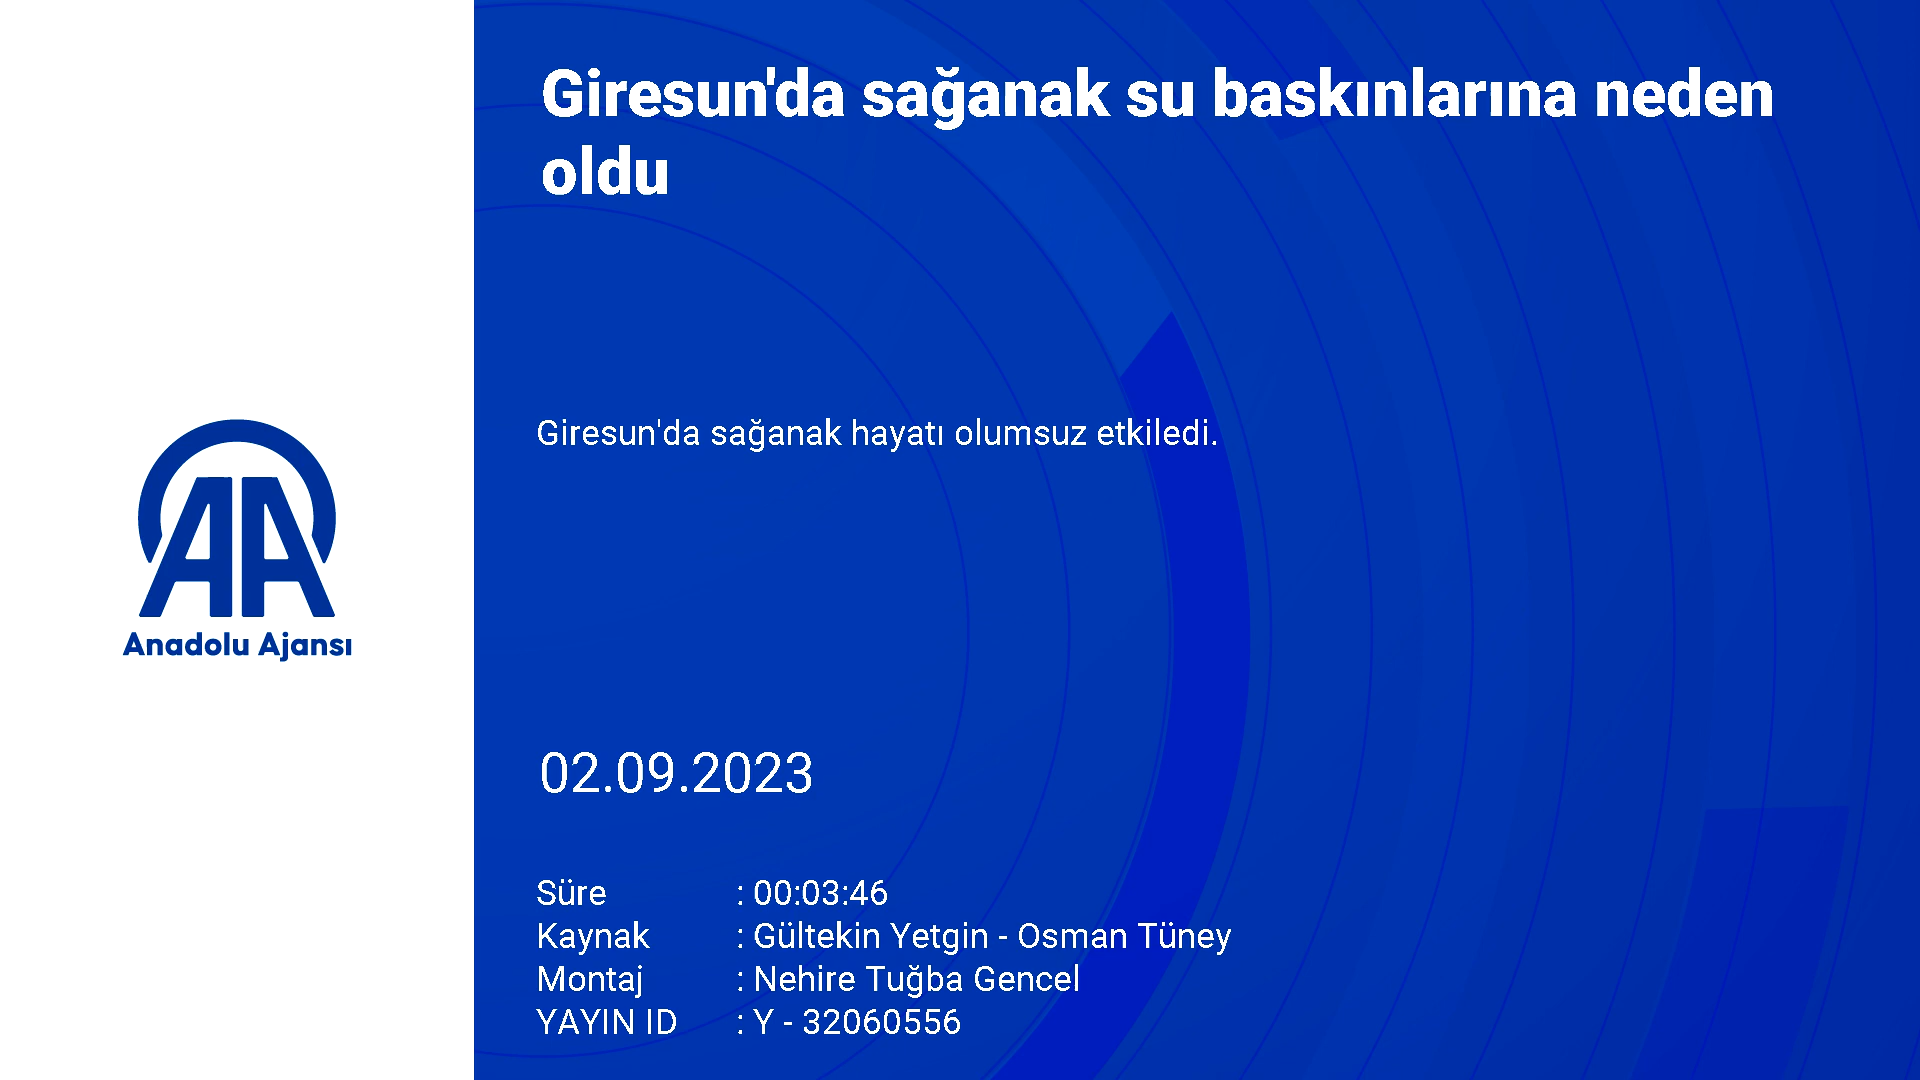 Giresun'da sağanak su baskınlarına neden
oldu
Giresun'da sağanak hayatı olumsuz etkiledi.
AA
Anadolu Ajansı
02.09.2023
Süre : 00:03:46
Kaynak : Gültekin Yetgin - Osman Tüney
Montaj : Nehire Tuğba Gencel
YAYIN ID : Y - 32060556